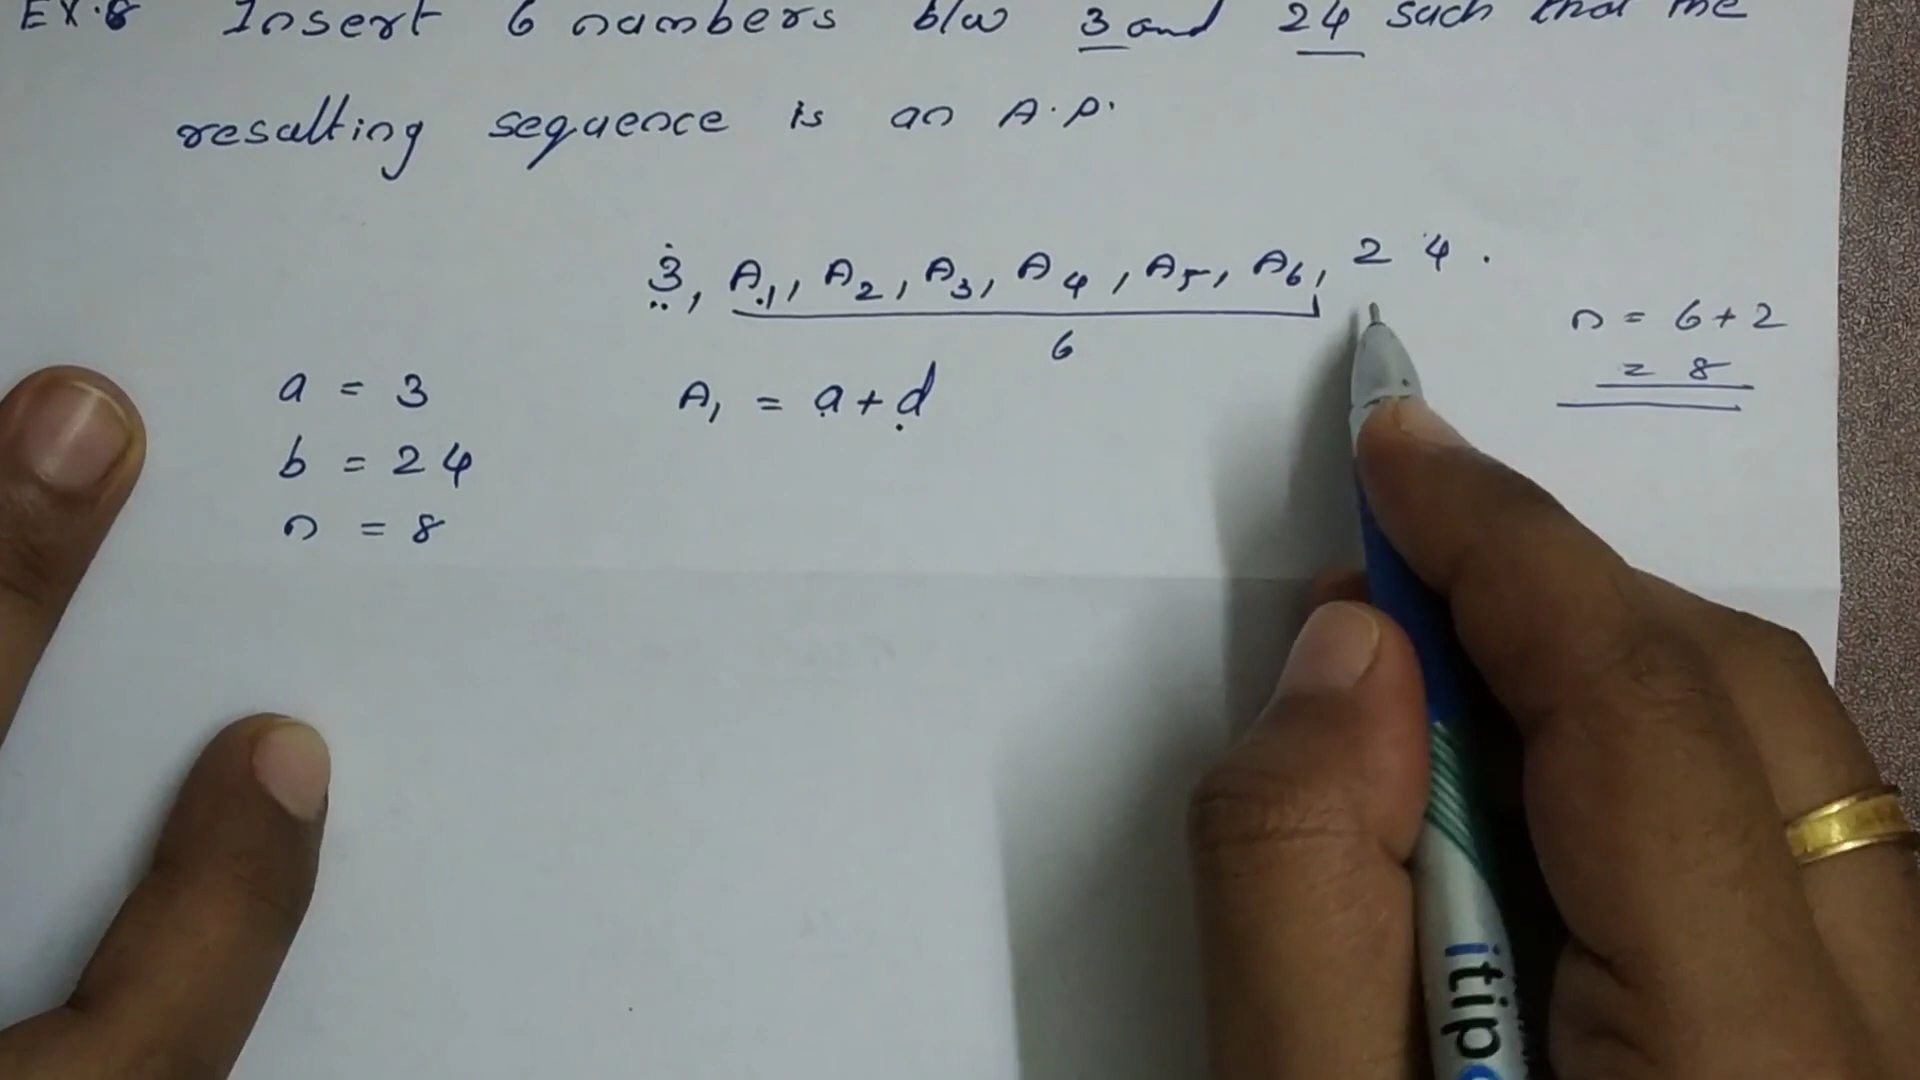 EX.8 Insert 6 numbers b/w 3 and 24 such that the
resulting sequence is an A.P.
3, A1, A2, A3, A4, A5, A6, 24.
6
n = 6+2
= 8
a = 3
b = 24
n = 8
A1 = a+d
itip